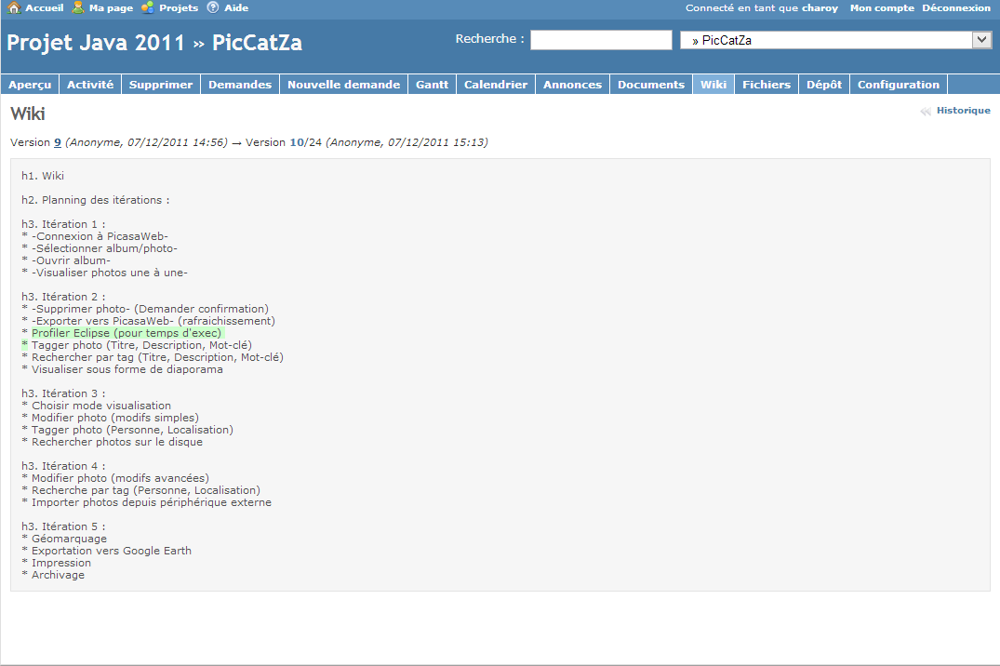 Accueil Ma page Projets Aide Connecté en tant que charoy Mon compte Déconnexion
Projet Java 2011 » PicCatZa Recherche : » PicCatZa
Aperçu Activité Supprimer Demandes Nouvelle demande Gantt Calendrier Annonces Documents Wiki Fichiers Dépôt Configuration
Wiki Historique
Version 9 (Anonyme, 07/12/2011 14:56) → Version 10/24 (Anonyme, 07/12/2011 15:13)
h1. Wiki
h2. Planning des itérations :
h3. Itération 1 :
* -Connexion à PicasaWeb-
* -Sélectionner album/photo-
* -Ouvrir album-
* -Visualiser photos une à une-
h3. Itération 2 :
* -Supprimer photo- (Demander confirmation)
* -Exporter vers PicasaWeb- (rafraichissement)
* Profiler Eclipse (pour temps d'exec)
* Tagger photo (Titre, Description, Mot-clé)
* Rechercher par tag (Titre, Description, Mot-clé)
* Visualiser sous forme de diaporama
h3. Itération 3 :
* Choisir mode visualisation
* Modifier photo (modifs simples)
* Tagger photo (Personne, Localisation)
* Rechercher photos sur le disque
h3. Itération 4 :
* Modifier photo (modifs avancées)
* Recherche par tag (Personne, Localisation)
* Importer photos depuis périphérique externe
h3. Itération 5 :
* Géomarquage
* Exportation vers Google Earth
* Impression
* Archivage